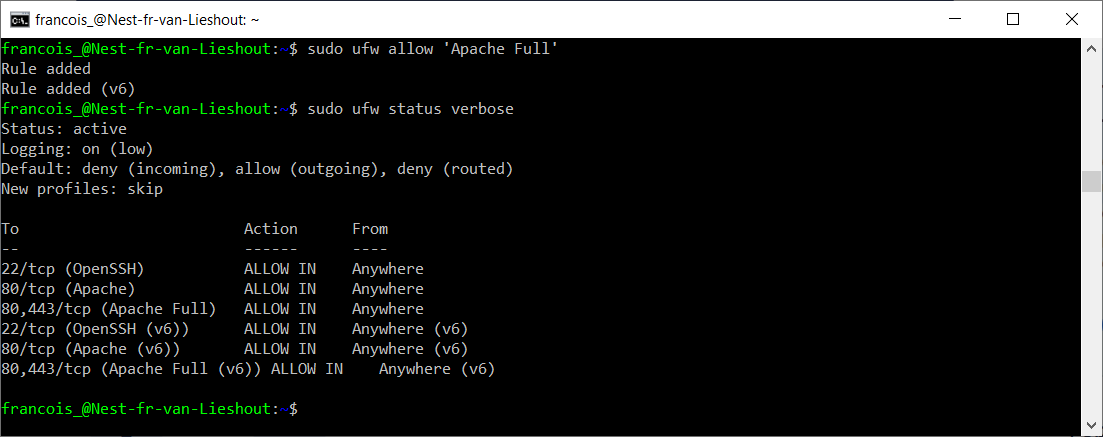 francois_@Nest-fr-van-Lieshout: ~
francois_@Nest-fr-van-Lieshout:~$ sudo ufw allow 'Apache Full'
Rule added
Rule added (v6)
francois_@Nest-fr-van-Lieshout:~$ sudo ufw status verbose
Status: active
Logging: on (low)
Default: deny (incoming), allow (outgoing), deny (routed)
New profiles: skip
To                         Action      From
--                         ------      ----
22/tcp (OpenSSH)           ALLOW IN    Anywhere
80/tcp (Apache)            ALLOW IN    Anywhere
80,443/tcp (Apache Full)   ALLOW IN    Anywhere
22/tcp (OpenSSH (v6))      ALLOW IN    Anywhere (v6)
80/tcp (Apache (v6))       ALLOW IN    Anywhere (v6)
80,443/tcp (Apache Full (v6)) ALLOW IN    Anywhere (v6)
francois_@Nest-fr-van-Lieshout:~$